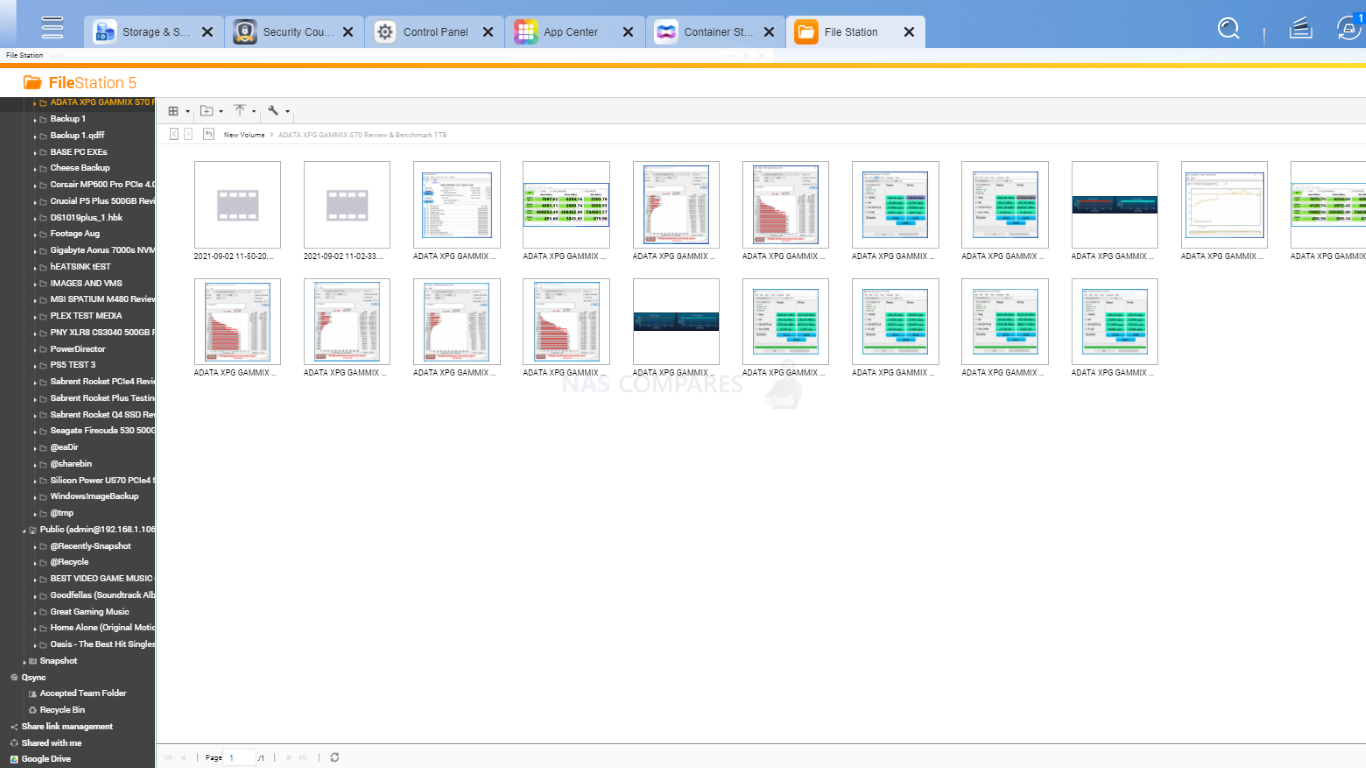 Storage & S...
Security Cou...
Control Panel
App Center
Container St...
File Station
1
File Station
FileStation 5
ADATA XPG GAMMIX S70 R
Backup 1
Backup 1.qdff
BASE PC EXEs
Cheese Backup
Corsair MP600 Pro PCIe 4.0
Crucial P5 Plus 500GB Revi
DS1019plus_1.hbk
Footage Aug
Gigabyte Aorus 7000s NVM
hEATSINK tEST
IMAGES AND VMS
MSI SPATIUM M480 Review
PLEX TEST MEDIA
PNY XLR8 CS3040 500GB R
PowerDirector
PS5 TEST 3
Sabrent Rocket PCIe4 Revie
Sabrent Rocket Plus Testin
Sabrent Rocket Q4 SSD Rev
Seagate Firecuda 530 500G
@eaDir
@sharebin
Silicon Power US70 PCIe4 S
WindowsImageBackup
@tmp
Public (admin@192.168.1.106
@Recently-Snapshot
@Recycle
BEST VIDEO GAME MUSIC
Goodfellas (Soundtrack Alb
Great Gaming Music
Home Alone (Original Motic
Oasis - The Best Hit Singles
Snapshot
Qsync
Accepted Team Folder
Recycle Bin
Share link management
Shared with me
Google Drive
New Volume > ADATA XPG GAMMIX S70 Review & Benchmark 1TB
2021-09-02 11-50-20.... 2021-09-02 11-02-33.... ADATA XPG GAMMIX ... ADATA XPG GAMMIX ... ADATA XPG GAMMIX ... ADATA XPG GAMMIX ... ADATA XPG GAMMIX ... ADATA XPG GAMMIX ... ADATA XPG GAMMIX ... ADATA XPG GAMMIX ... ADATA XPG GAMMIX
ADATA XPG GAMMIX ... ADATA XPG GAMMIX ... ADATA XPG GAMMIX ... ADATA XPG GAMMIX ... ADATA XPG GAMMIX ... ADATA XPG GAMMIX ... ADATA XPG GAMMIX ... ADATA XPG GAMMIX ... ADATA XPG GAMMIX ...
NAS COMPARES
Page 1 /1